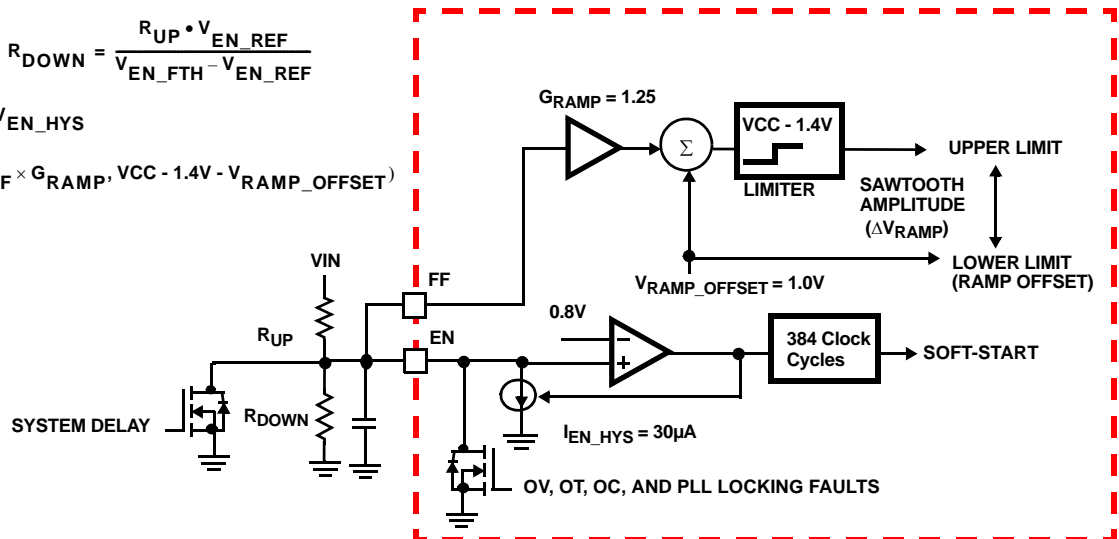 R_DOWN = R_UP • V_EN_REF / V_EN_FTH – V_EN_REF
V_EN_HYS
F × G_RAMP, VCC - 1.4V - V_RAMP_OFFSET)
G_RAMP = 1.25
Σ
VCC - 1.4V
LIMITER
UPPER LIMIT
SAWTOOTH
AMPLITUDE
(ΔV_RAMP)
LOWER LIMIT
(RAMP OFFSET)
V_RAMP_OFFSET = 1.0V
VIN
FF
R_UP
EN
0.8V
–
+
384 Clock
Cycles
SOFT-START
SYSTEM DELAY
R_DOWN
I_EN_HYS = 30µA
OV, OT, OC, AND PLL LOCKING FAULTS